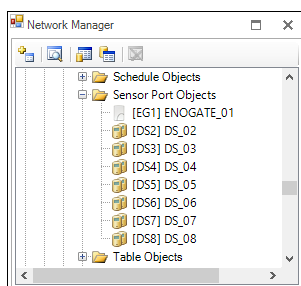 Network Manager
Schedule Objects
Sensor Port Objects
[EG1] ENOGATE_01
[DS2] DS_02
[DS3] DS_03
[DS4] DS_04
[DS5] DS_05
[DS6] DS_06
[DS7] DS_07
[DS8] DS_08
Table Objects